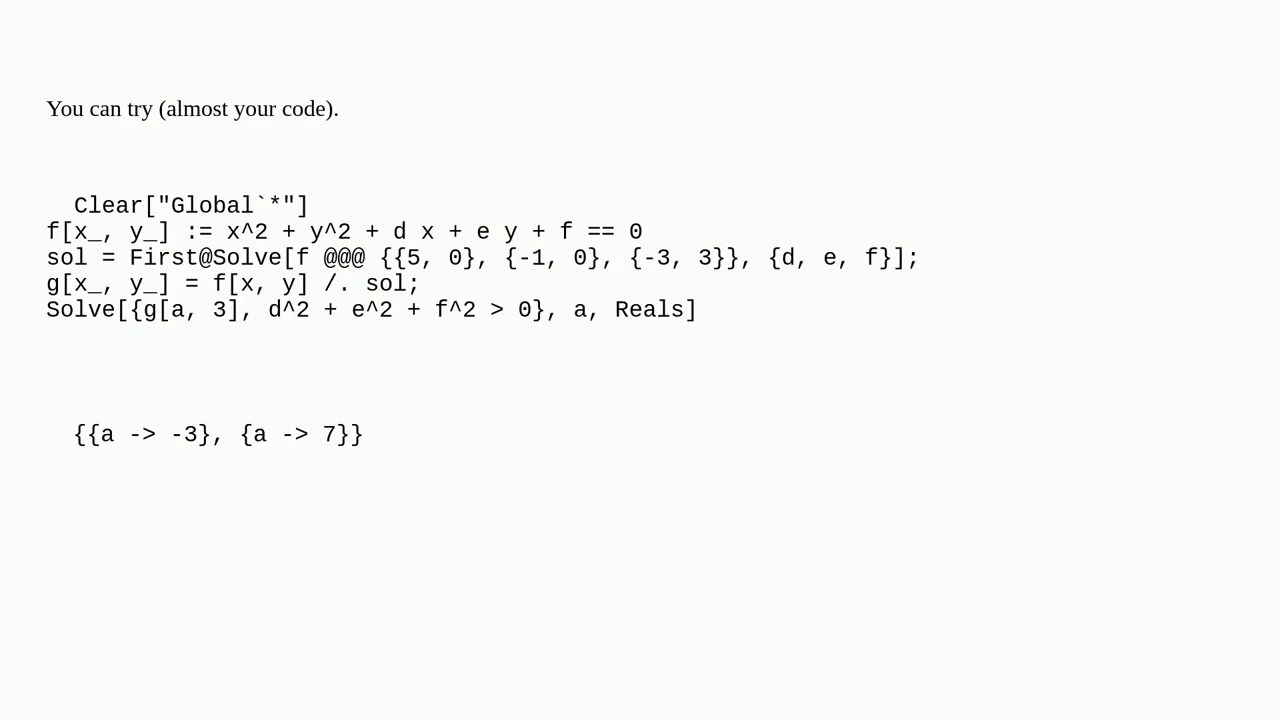 You can try (almost your code).
Clear["Global`*"]
f[x_, y_] := x^2 + y^2 + d x + e y + f == 0
sol = First@Solve[f @@@ {{5, 0}, {-1, 0}, {-3, 3}}, {d, e, f}];
g[x_, y_] = f[x, y] /. sol;
Solve[{g[a, 3], d^2 + e^2 + f^2 > 0}, a, Reals]
{{a -> -3}, {a -> 7}}